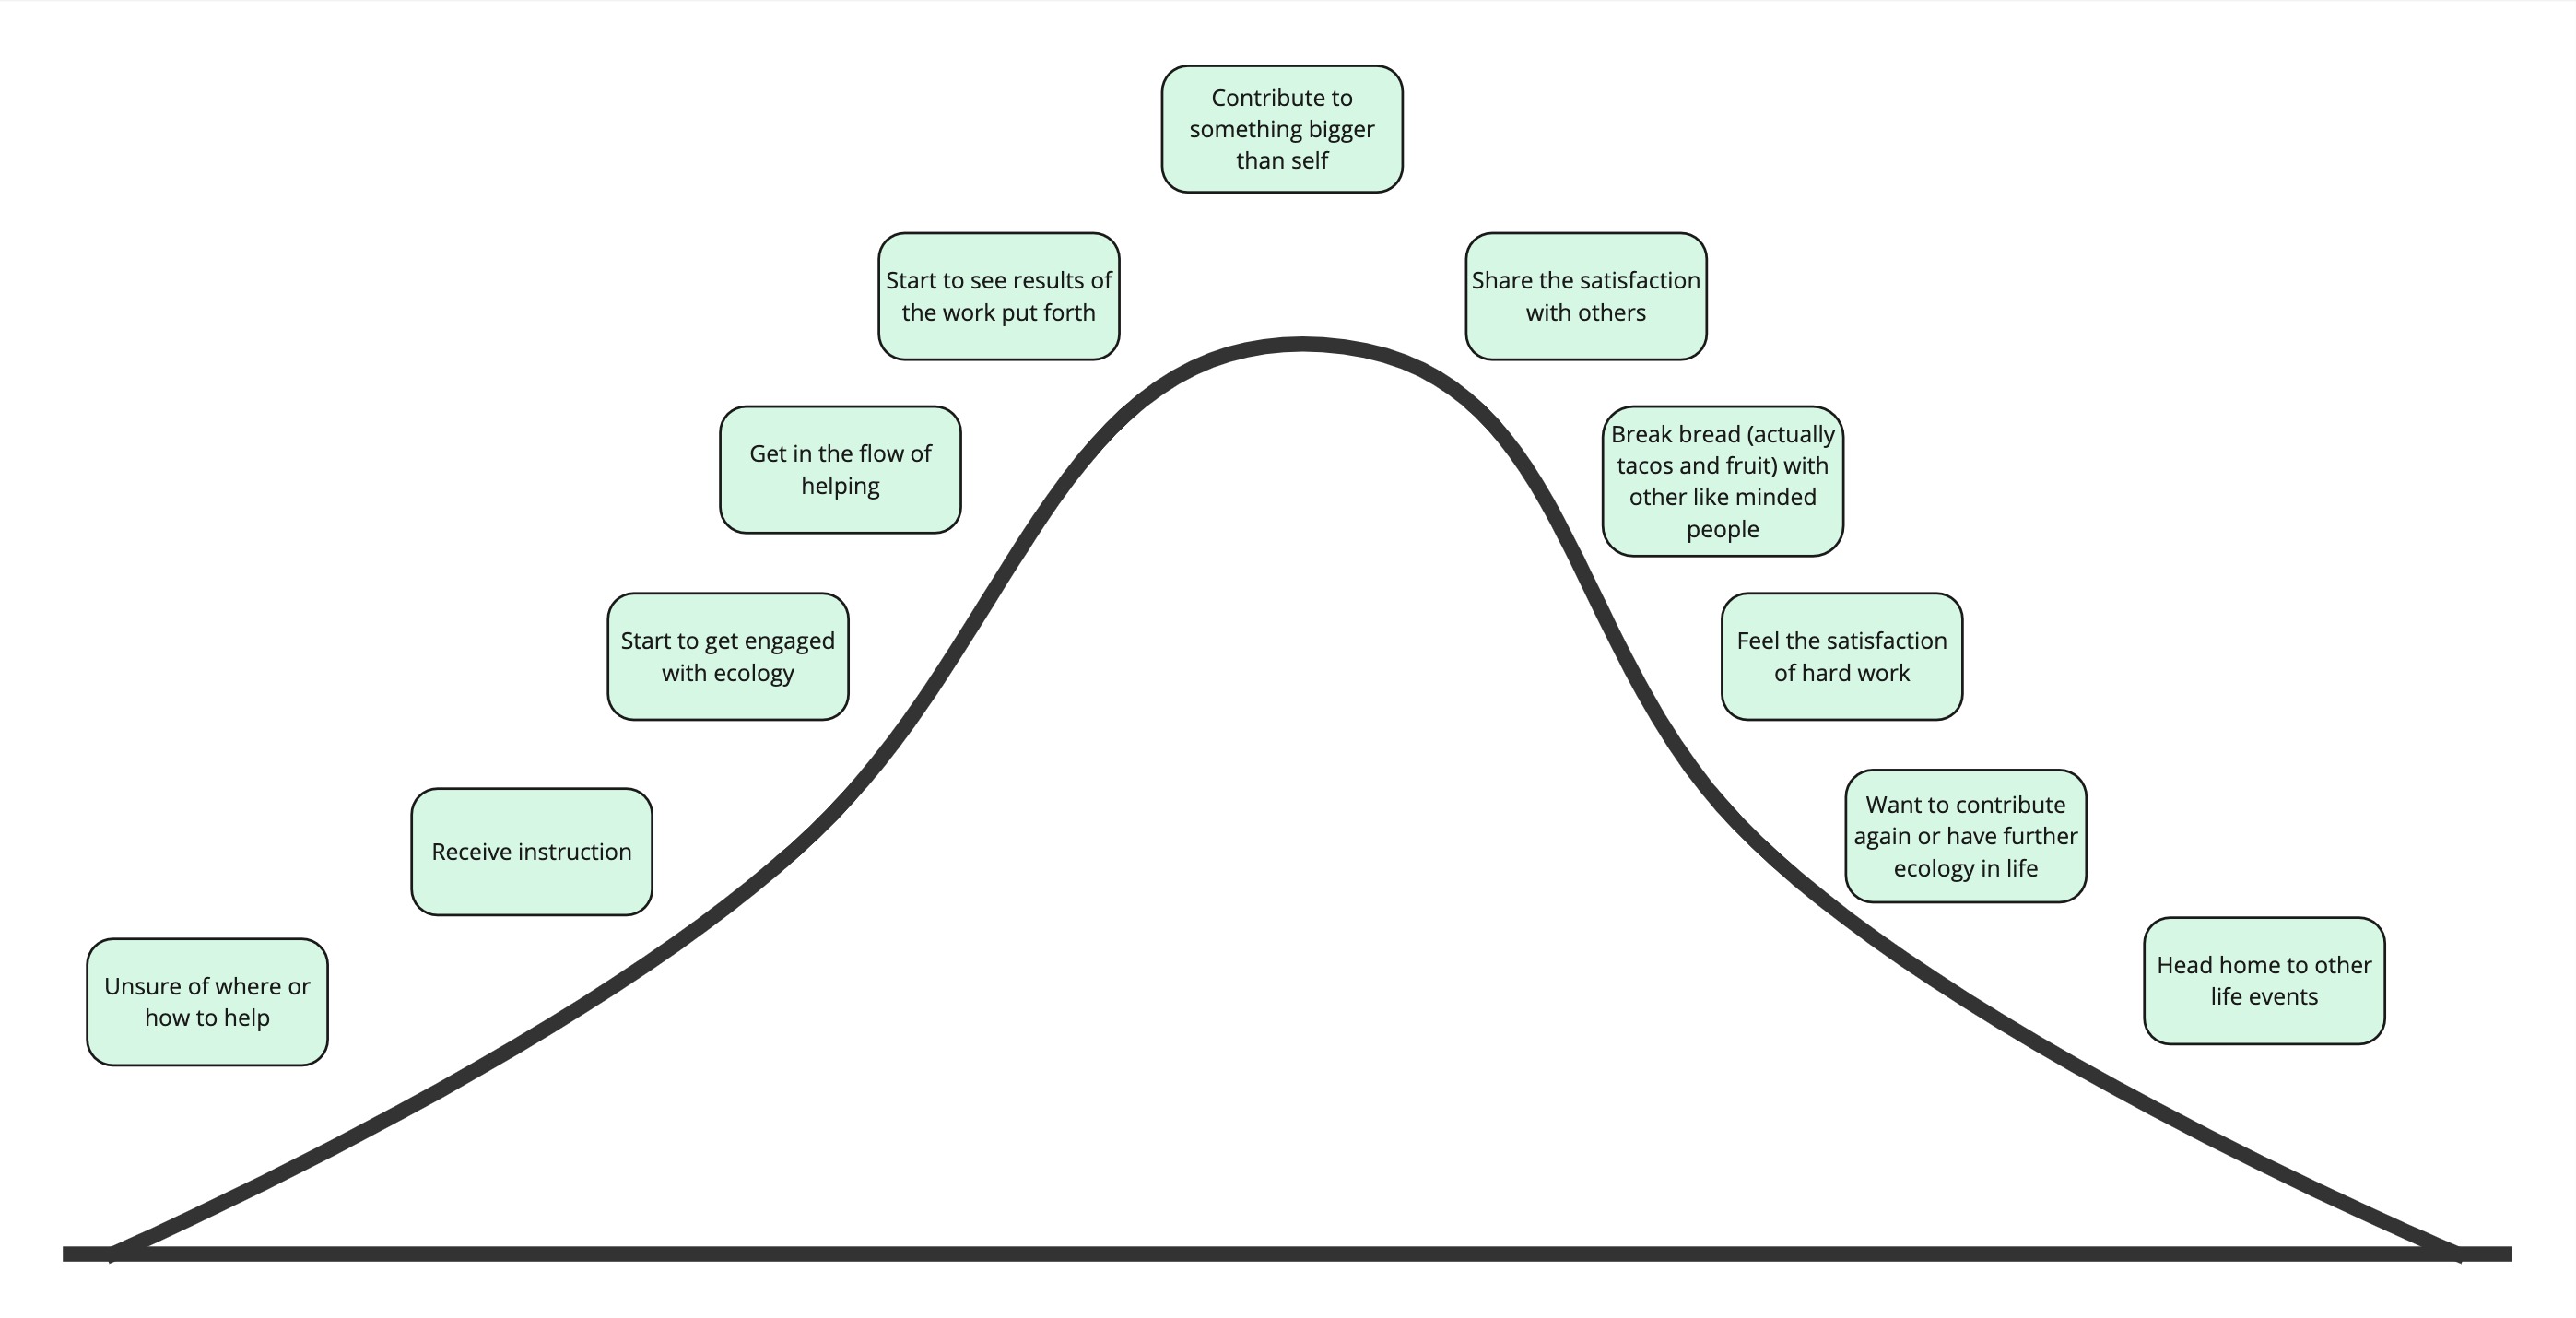 Unsure of where or
how to help
Receive instruction
Start to get engaged
with ecology
Get in the flow of
helping
Start to see results of
the work put forth
Contribute to
something bigger
than self
Share the satisfaction
with others
Break bread (actually
tacos and fruit) with
other like minded
people
Feel the satisfaction
of hard work
Want to contribute
again or have further
ecology in life
Head home to other
life events